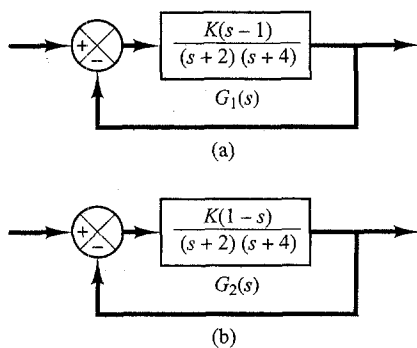 +
−
K(s − 1)
(s + 2) (s + 4)
G₁(s)
(a)
+
−
K(1 − s)
(s + 2) (s + 4)
G₂(s)
(b)